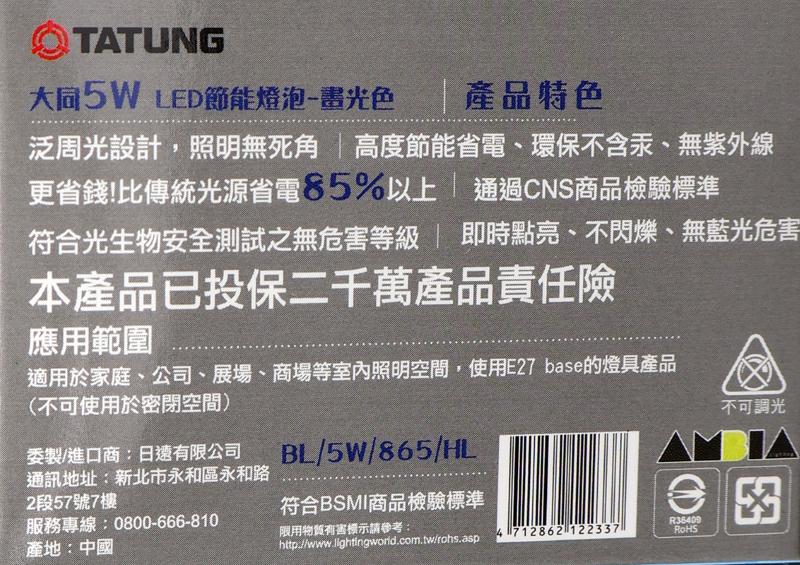 TATUNG
大同5W LED節能燈泡-晝光色 | 產品特色
泛周光設計，照明無死角 | 高度節能省電、環保不含汞、無紫外線
更省錢!比傳統光源省電85%以上 | 通過CNS商品檢驗標準
符合光生物安全測試之無危害等級 | 即時點亮、不閃爍、無藍光危害
本產品已投保二千萬產品責任險
應用範圍
適用於家庭、公司、展場、商場等室內照明空間，使用E27 base的燈具產品
（不可使用於密閉空間）
不可調光
委製/進口商：日遠有限公司
通訊地址：新北市永和區永和路
2段57號7樓
服務專線：0800-666-810
產地：中國
BL/5W/865/HL
符合BSMI商品檢驗標準
限用物質有害標示請參考：
http://www.lightingworld.com.tw/rohs.asp
4 712862 122337
AMBIA
Lighting
R36409
RoHS